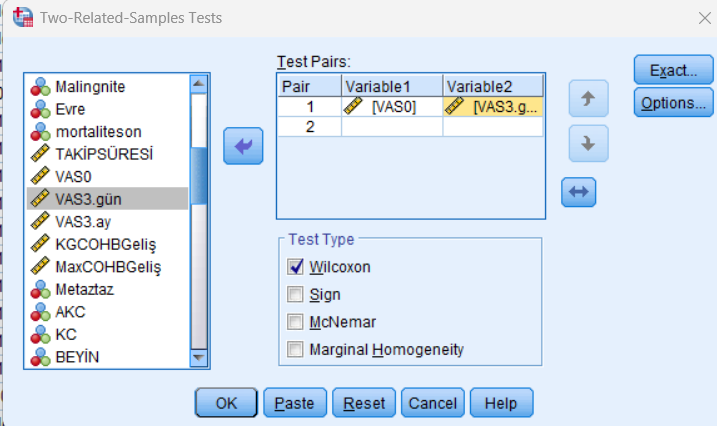 Two-Related-Samples Tests
Malingnite
Evre
mortaliteson
TAKİPSÜRESİ
VAS0
VAS3.gün
VAS3.ay
KGCOHBGeliş
MaxCOHBGeliş
Metaztaz
AKC
KC
BEYİN
Test Pairs:
Pair Variable1 Variable2
1 [VAS0] [VAS3.g...
2
Exact...
Options...
Test Type
Wilcoxon
Sign
McNemar
Marginal Homogeneity
OK Paste Reset Cancel Help